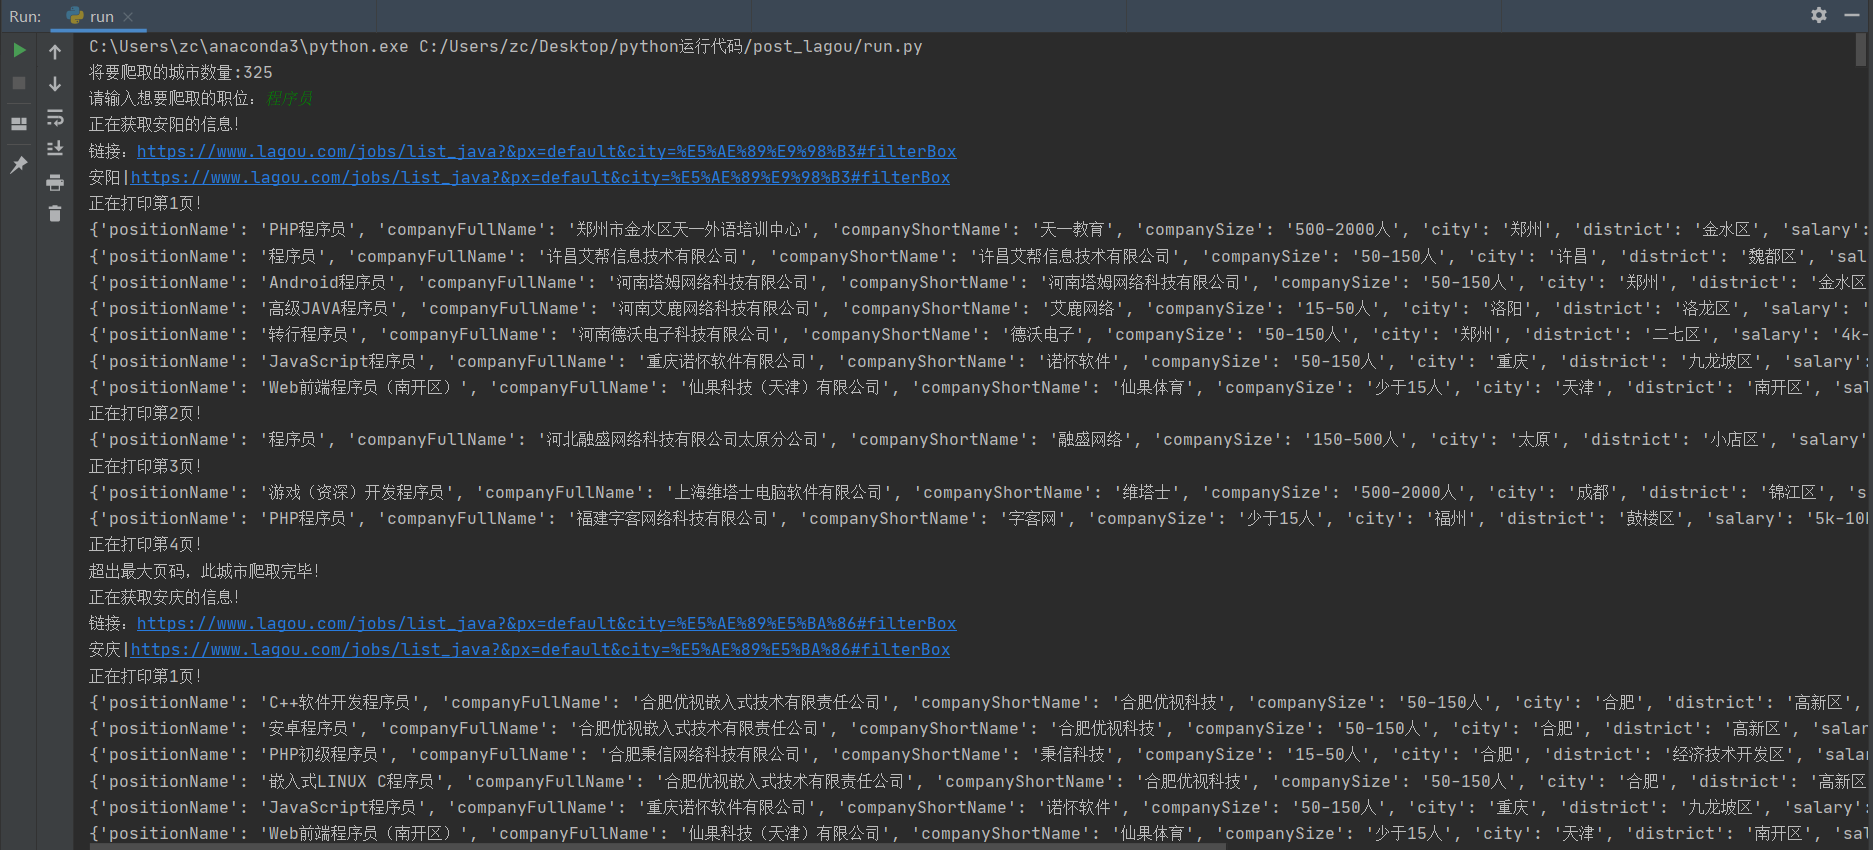 Run: run
C:\Users\zc\anaconda3\python.exe C:/Users/zc/Desktop/python运行代码/post_lagou/run.py
将要爬取的城市数量:325
请输入想要爬取的职位: 程序员
正在获取安阳的信息!
链接: https://www.lagou.com/jobs/list_java?&px=default&city=%E5%AE%89%E9%98%B3#filterBox
安阳|https://www.lagou.com/jobs/list_java?&px=default&city=%E5%AE%89%E9%98%B3#filterBox
正在打印第1页!
{'positionName': 'PHP程序员', 'companyFullName': '郑州市金水区天一外语培训中心', 'companyShortName': '天一教育', 'companySize': '500-2000人', 'city': '郑州', 'district': '金水区', 'salary':
{'positionName': '程序员', 'companyFullName': '许昌艾帮信息技术有限公司', 'companyShortName': '许昌艾帮信息技术有限公司', 'companySize': '50-150人', 'city': '许昌', 'district': '魏都区', 'sal
{'positionName': 'Android程序员', 'companyFullName': '河南塔姆网络科技有限公司', 'companyShortName': '河南塔姆网络科技有限公司', 'companySize': '50-150人', 'city': '郑州', 'district': '金水区
{'positionName': '高级JAVA程序员', 'companyFullName': '河南艾鹿网络科技有限公司', 'companyShortName': '艾鹿网络', 'companySize': '15-50人', 'city': '洛阳', 'district': '洛龙区', 'salary': '
{'positionName': '转行程序员', 'companyFullName': '河南德沃电子科技有限公司', 'companyShortName': '德沃电子', 'companySize': '50-150人', 'city': '郑州', 'district': '二七区', 'salary': '4k-
{'positionName': 'JavaScript程序员', 'companyFullName': '重庆诺怀软件有限公司', 'companyShortName': '诺怀软件', 'companySize': '50-150人', 'city': '重庆', 'district': '九龙坡区', 'salary':
{'positionName': 'Web前端程序员（南开区）', 'companyFullName': '仙果科技（天津）有限公司', 'companyShortName': '仙果体育', 'companySize': '少于15人', 'city': '天津', 'district': '南开区', 'sal
正在打印第2页!
{'positionName': '程序员', 'companyFullName': '河北融盛网络科技有限公司太原分公司', 'companyShortName': '融盛网络', 'companySize': '150-500人', 'city': '太原', 'district': '小店区', 'salary'
正在打印第3页!
{'positionName': '游戏（资深）开发程序员', 'companyFullName': '上海维塔士电脑软件有限公司', 'companyShortName': '维塔士', 'companySize': '500-2000人', 'city': '成都', 'district': '锦江区', 's
{'positionName': 'PHP程序员', 'companyFullName': '福建字客网络科技有限公司', 'companyShortName': '字客网', 'companySize': '少于15人', 'city': '福州', 'district': '鼓楼区', 'salary': '5k-10
正在打印第4页!
超出最大页码，此城市爬取完毕!
正在获取安庆的信息!
链接: https://www.lagou.com/jobs/list_java?&px=default&city=%E5%AE%89%E5%BA%86#filterBox
安庆|https://www.lagou.com/jobs/list_java?&px=default&city=%E5%AE%89%E5%BA%86#filterBox
正在打印第1页!
{'positionName': 'C++软件开发程序员', 'companyFullName': '合肥优视嵌入式技术有限责任公司', 'companyShortName': '合肥优视科技', 'companySize': '50-150人', 'city': '合肥', 'district': '高新区',
{'positionName': '安卓程序员', 'companyFullName': '合肥优视嵌入式技术有限责任公司', 'companyShortName': '合肥优视科技', 'companySize': '50-150人', 'city': '合肥', 'district': '高新区', 'salar
{'positionName': 'PHP初级程序员', 'companyFullName': '合肥秉信网络科技有限公司', 'companyShortName': '秉信科技', 'companySize': '15-50人', 'city': '合肥', 'district': '经济技术开发区', 'salar
{'positionName': '嵌入式LINUX C程序员', 'companyFullName': '合肥优视嵌入式技术有限责任公司', 'companyShortName': '合肥优视科技', 'companySize': '50-150人', 'city': '合肥', 'district': '高新区
{'positionName': 'JavaScript程序员', 'companyFullName': '重庆诺怀软件有限公司', 'companyShortName': '诺怀软件', 'companySize': '50-150人', 'city': '重庆', 'district': '九龙坡区', 'salary':
{'positionName': 'Web前端程序员（南开区）', 'companyFullName': '仙果科技（天津）有限公司', 'companyShortName': '仙果体育', 'companySize': '少于15人', 'city': '天津', 'district': '南开区', 'sal